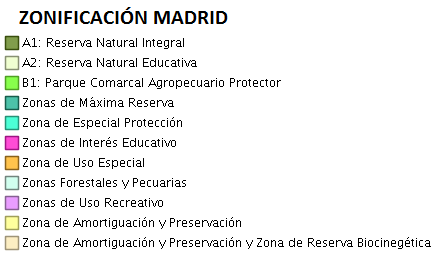 ZONIFICACIÓN MADRID
A1: Reserva Natural Integral
A2: Reserva Natural Educativa
B1: Parque Comarcal Agropecuario Protector
Zonas de Máxima Reserva
Zona de Especial Protección
Zonas de Interés Educativo
Zona de Uso Especial
Zonas Forestales y Pecuarias
Zonas de Uso Recreativo
Zona de Amortiguación y Preservación
Zona de Amortiguación y Preservación y Zona de Reserva Biocinegética